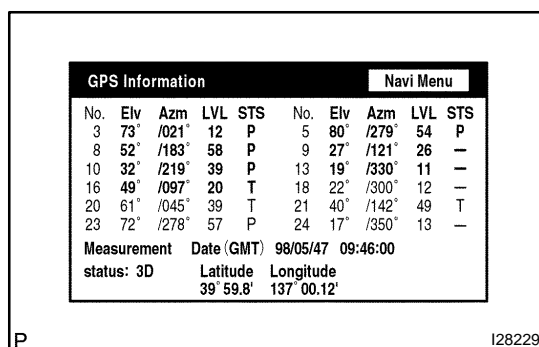 GPS Information Navi Menu
No. Elv Azm LVL STS No. Elv Azm LVL STS
3 73° /021° 12 P 5 80° /279° 54 P
8 52° /183° 58 P 9 27° /121° 26 –
10 32° /219° 39 P 13 19° /330° 11 –
16 49° /097° 20 T 18 22° /300° 12 –
20 61° /045° 39 T 21 40° /142° 49 T
23 72° /278° 57 P 24 17° /350° 13 –
Measurement Date (GMT) 98/05/47 09:46:00
status: 3D Latitude Longitude
39°59.8' 137°00.12'
P I28229